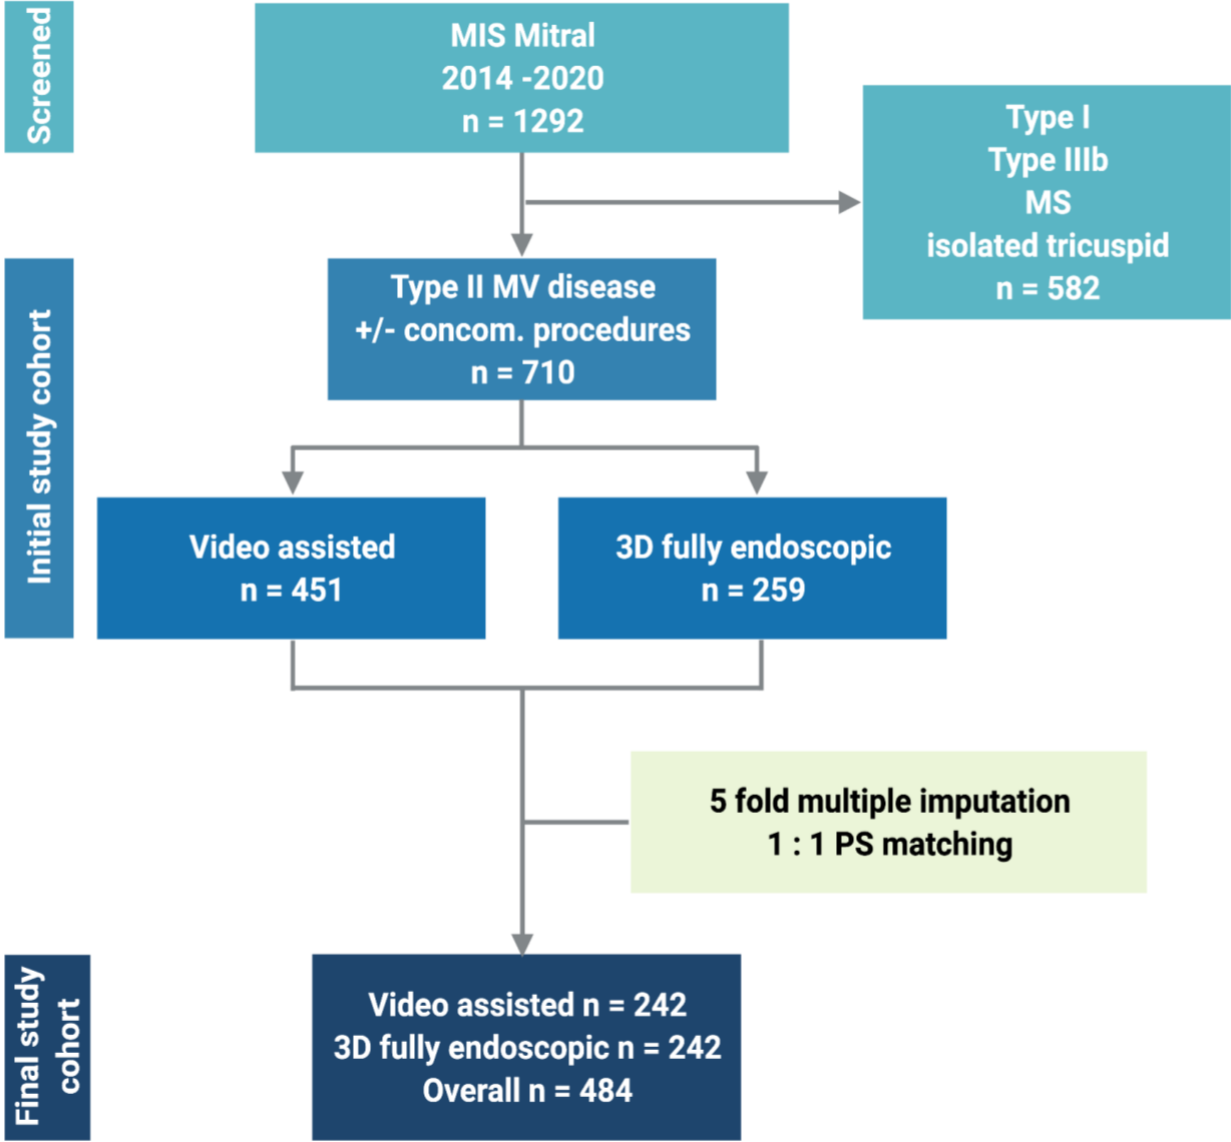 Screened
MIS Mitral
2014 -2020
n = 1292
Type I
Type IIIb
MS
isolated tricuspid
n = 582
Initial study cohort
Type II MV disease
+/- concom. procedures
n = 710
Video assisted
n = 451
3D fully endoscopic
n = 259
5 fold multiple imputation
1 : 1 PS matching
Final study
cohort
Video assisted n = 242
3D fully endoscopic n = 242
Overall n = 484